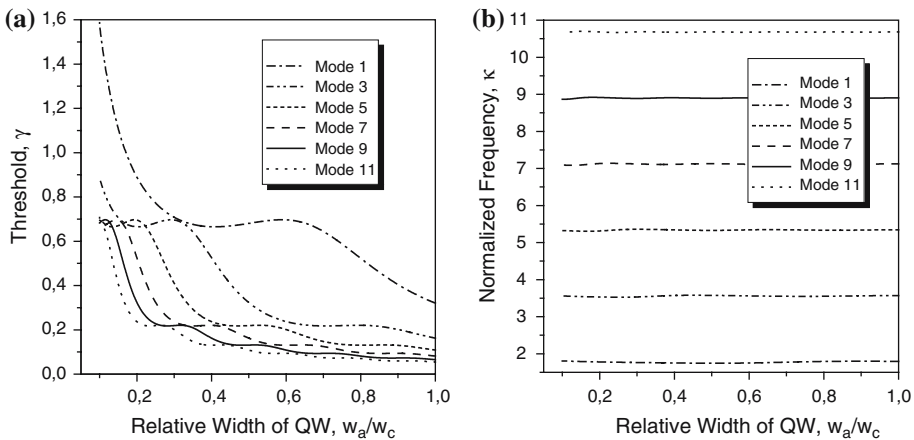 (a)
1,6
1,4
1,2
1,0
0,8
0,6
0,4
0,2
0,0
Threshold, γ
Mode 1
Mode 3
Mode 5
Mode 7
Mode 9
Mode 11
0,2
0,4
0,6
0,8
1,0
Relative Width of QW, wa/wc
(b)
11
10
9
8
7
6
5
4
3
2
Normalized Frequency, κ
Mode 1
Mode 3
Mode 5
Mode 7
Mode 9
Mode 11
0,2
0,4
0,6
0,8
1,0
Relative Width of QW, wa/wc